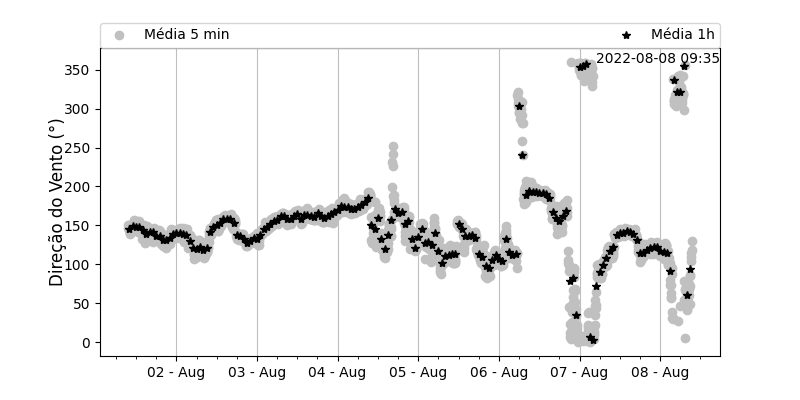 Média 5 min
Média 1h
2022-08-08 09:35
Direção do Vento (°)
350
300
250
200
150
100
50
0
02 - Aug
03 - Aug
04 - Aug
05 - Aug
06 - Aug
07 - Aug
08 - Aug